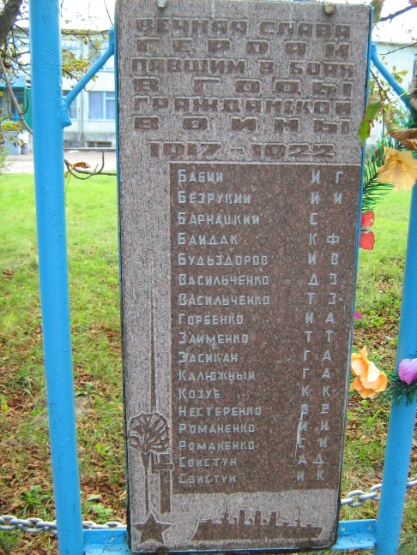 ВЕЧНАЯ СЛАВА
ГЕРОЯМ
ПАВШИМ В БОЯХ
В ГОДЫ
ГРАЖДАНСКОЙ
ВОЙНЫ
1917-1922
БАБИЙ И Г
БЕЗРУКИЙ И И
БАРНАЦКИЙ С
БАЙДАК К Ф
БУДЬЗДОРОВ И В
ВАСИЛЬЧЕНКО Д З
ВАСИЛЬЧЕНКО Т З
ГОРБЕНКО И А
ЗАИМЕНКО Т Т
ЗАСИКАН Г А
КАЛЮЖНЫЙ Г А
КОЗУБ К К
НЕСТЕРЕНКО
РОМАНЕНКО И И
РОМАНЕНКО С И
СВИСТУН А Д
СВИСТУН И К